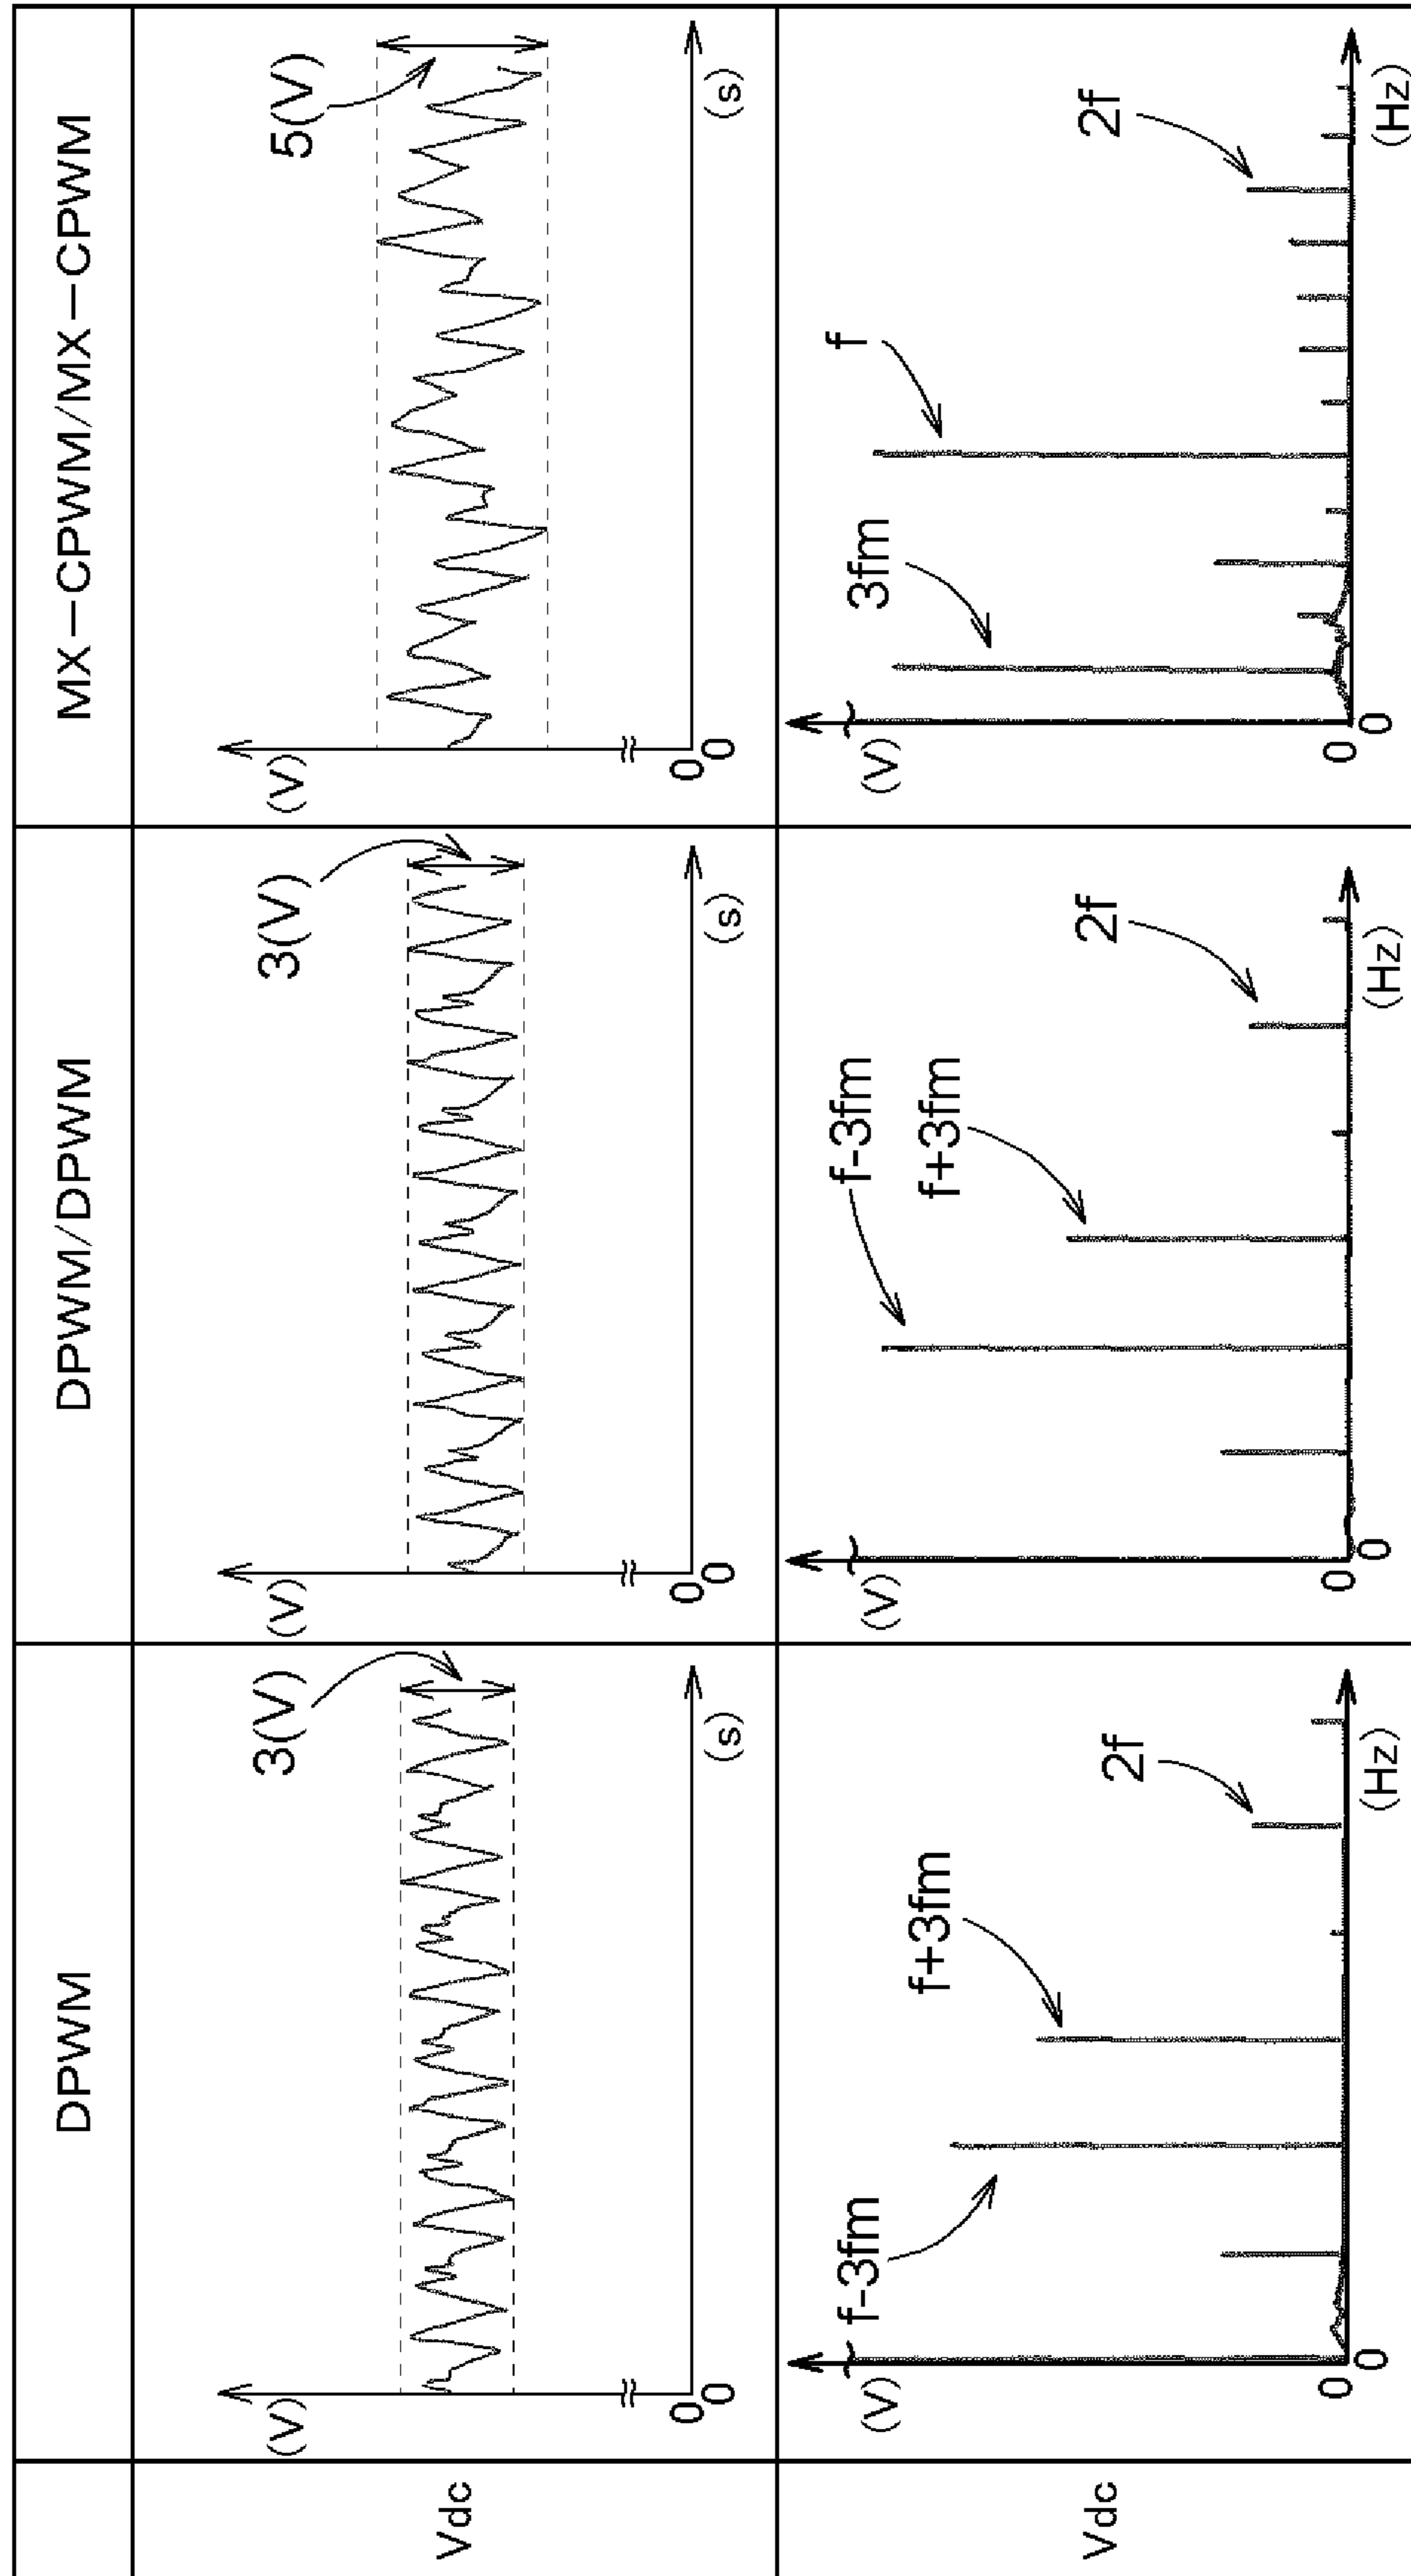 DPWM
DPWM/DPWM
MX-CPWM/MX-CPWM
Vdc
(V)
3(V)
0
0
(s)
(V)
3(V)
0
0
(s)
(V)
5(V)
0
0
(s)
Vdc
(V)
f-3fm
f+3fm
2f
0
0
(Hz)
(V)
f-3fm
f+3fm
2f
0
0
(Hz)
(V)
3fm
f
2f
0
0
(Hz)